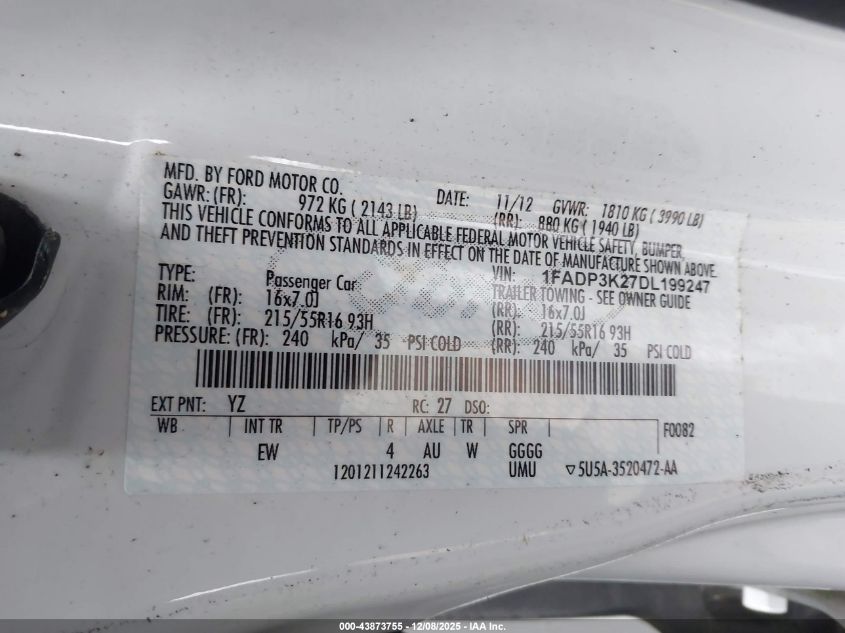 MFD. BY FORD MOTOR CO.
DATE: 11/12 GVWR: 1810 KG ( 3990 LB)
GAWR: (FR): 972 KG ( 2143 LB) (RR): 880 KG ( 1940 LB)
THIS VEHICLE CONFORMS TO ALL APPLICABLE FEDERAL MOTOR VEHICLE SAFETY, BUMPER,
AND THEFT PREVENTION STANDARDS IN EFFECT ON THE DATE OF MANUFACTURE SHOWN ABOVE.
VIN: 1FADP3K27DL199247
TYPE: Passenger Car TRAILER TOWING - SEE OWNER GUIDE
RIM: (FR): 16x7.0J (RR): 16x7.0J
TIRE: (FR): 215/55R16 93H (RR): 215/55R16 93H
PRESSURE: (FR): 240 kPa/ 35 PSI COLD (RR): 240 kPa/ 35 PSI COLD
EXT PNT: YZ RC: 27 DSO:
WB INT TR TP/PS R AXLE TR SPR F0082
EW 4 AU W GGGG
1201211242263 UMU ▽5U5A-3520472-AA
000-43873755 - 12/08/2025 - IAA Inc.